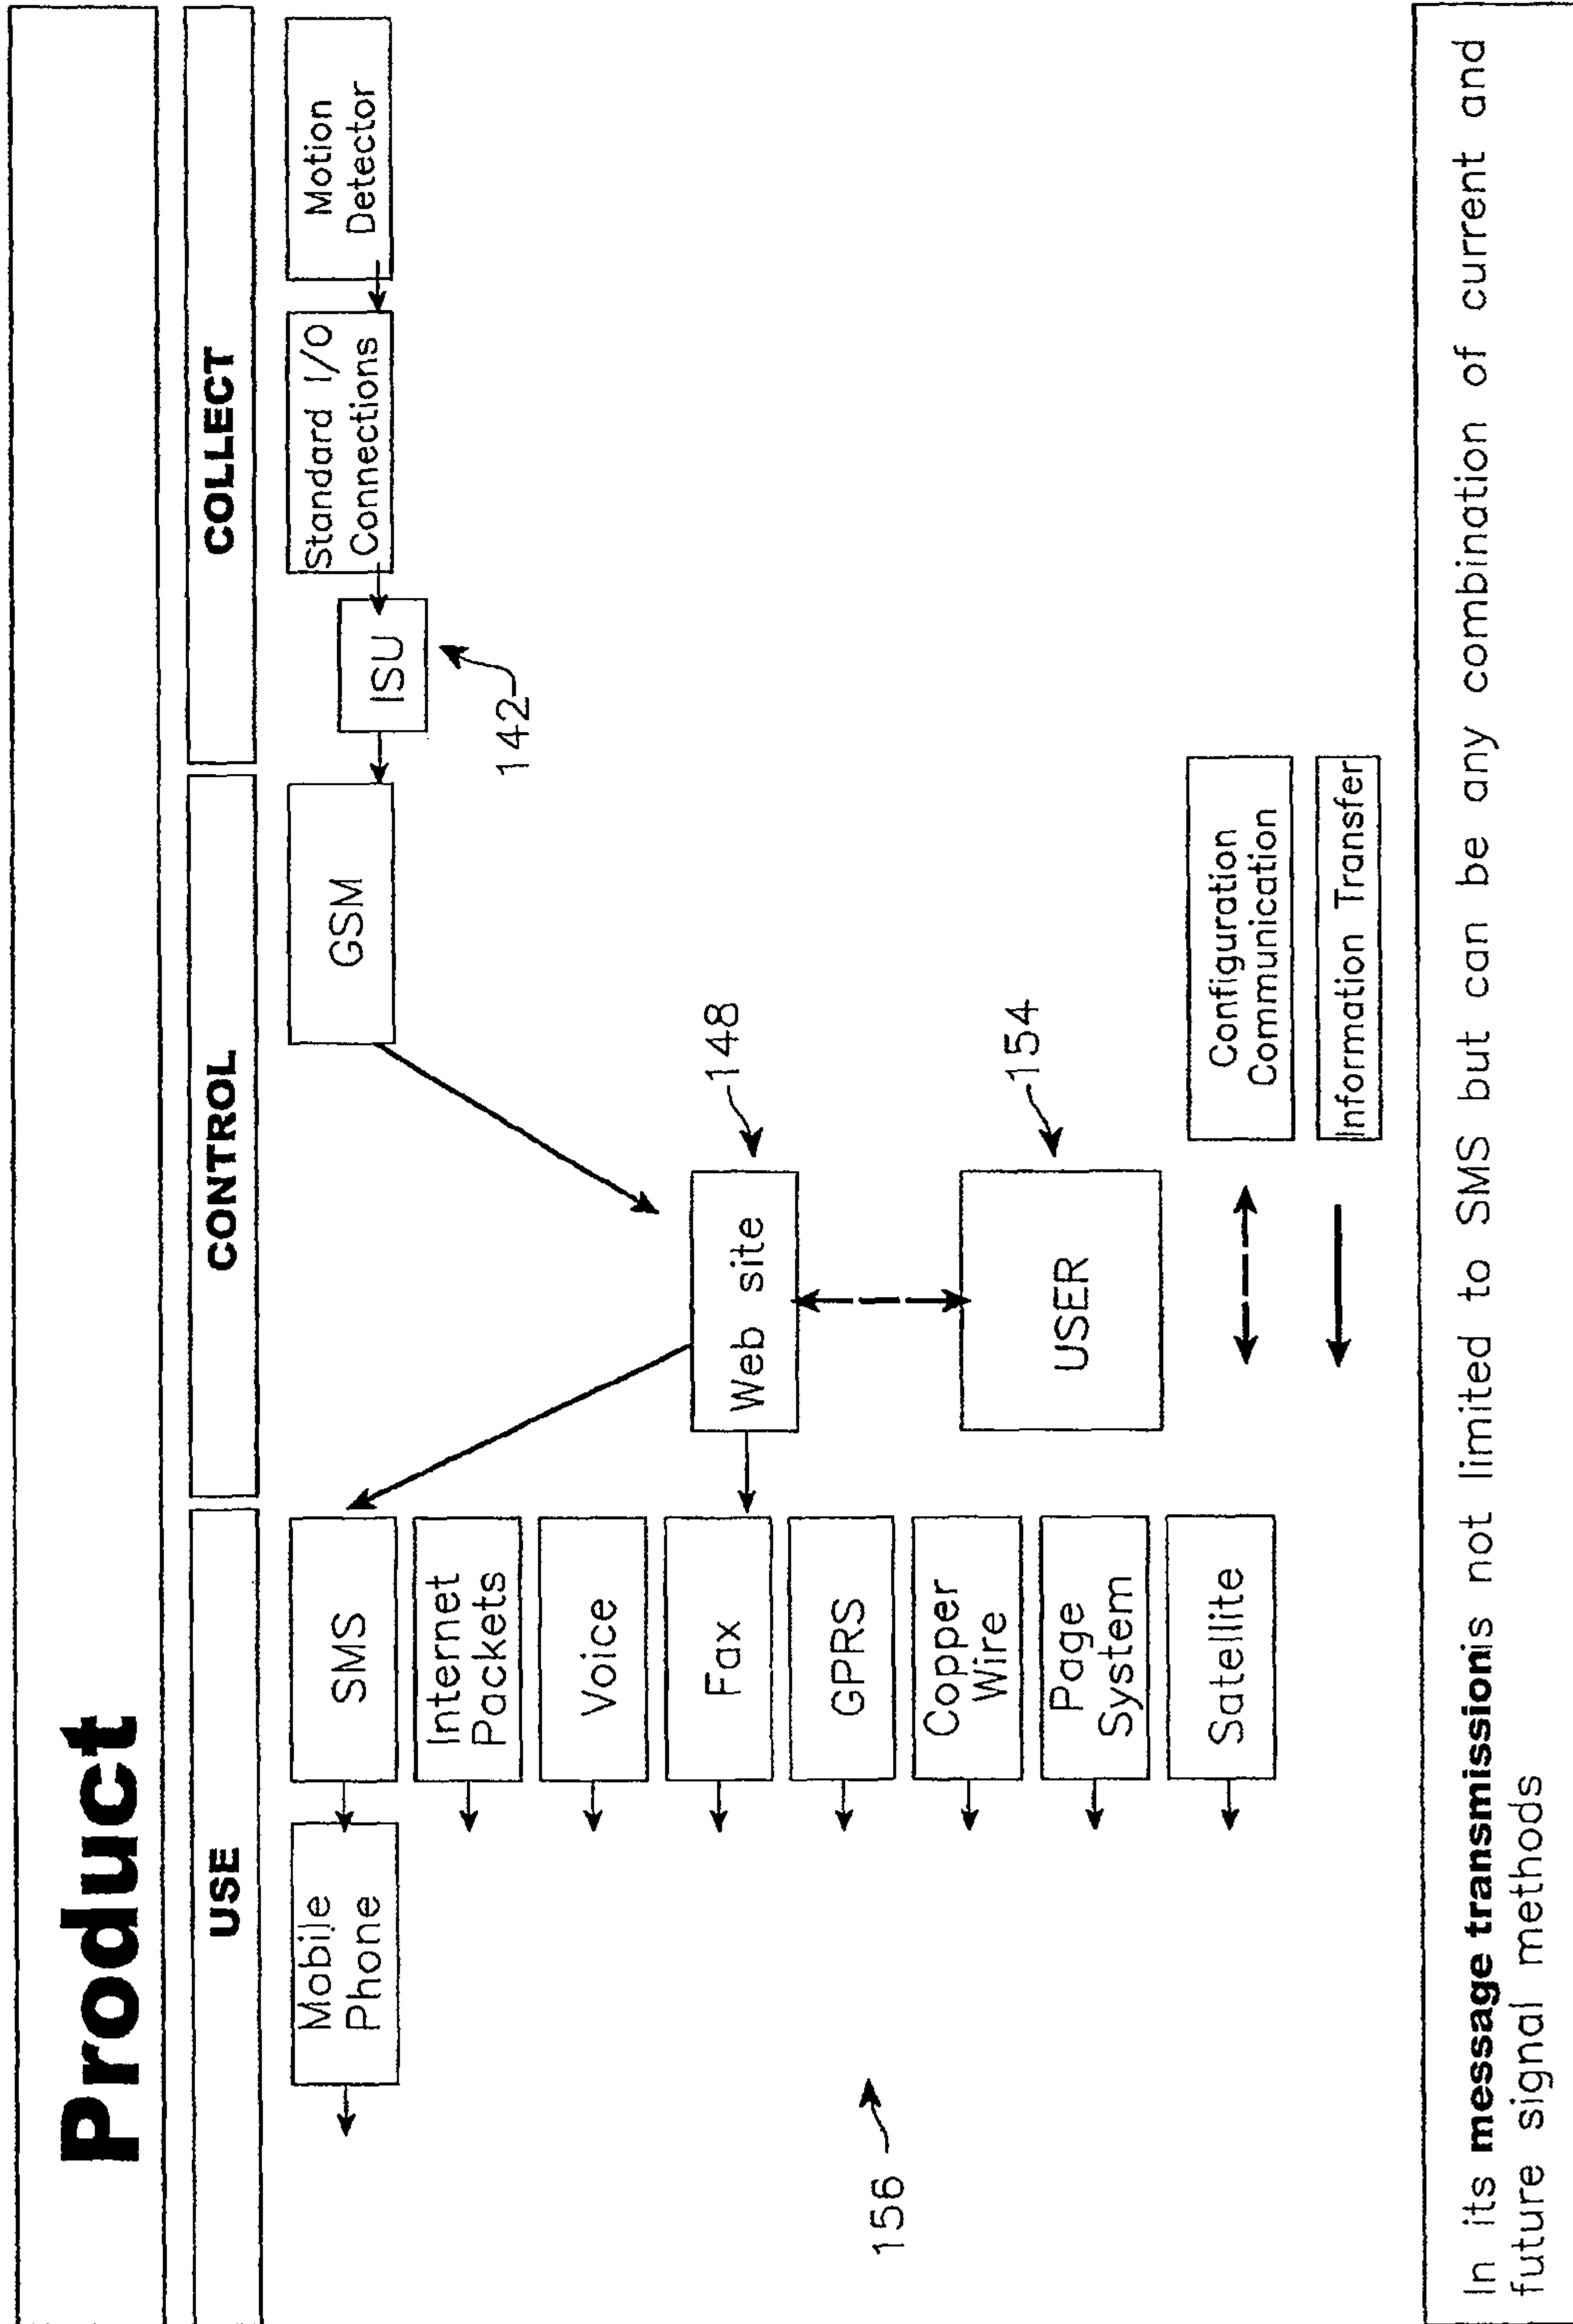 Product
USE
CONTROL
COLLECT
Mobile
Phone
SMS
GSM
ISU
Standard I/O
Connections
Motion
Detector
142
Internet
Packets
Voice
Fax
Web site
148
GPRS
156
Copper
Wire
USER
154
Page
System
Satellite
Configuration
Communication
Information Transfer
In its message transmissionis not limited to SMS but can be any combination of current and
future signal methods